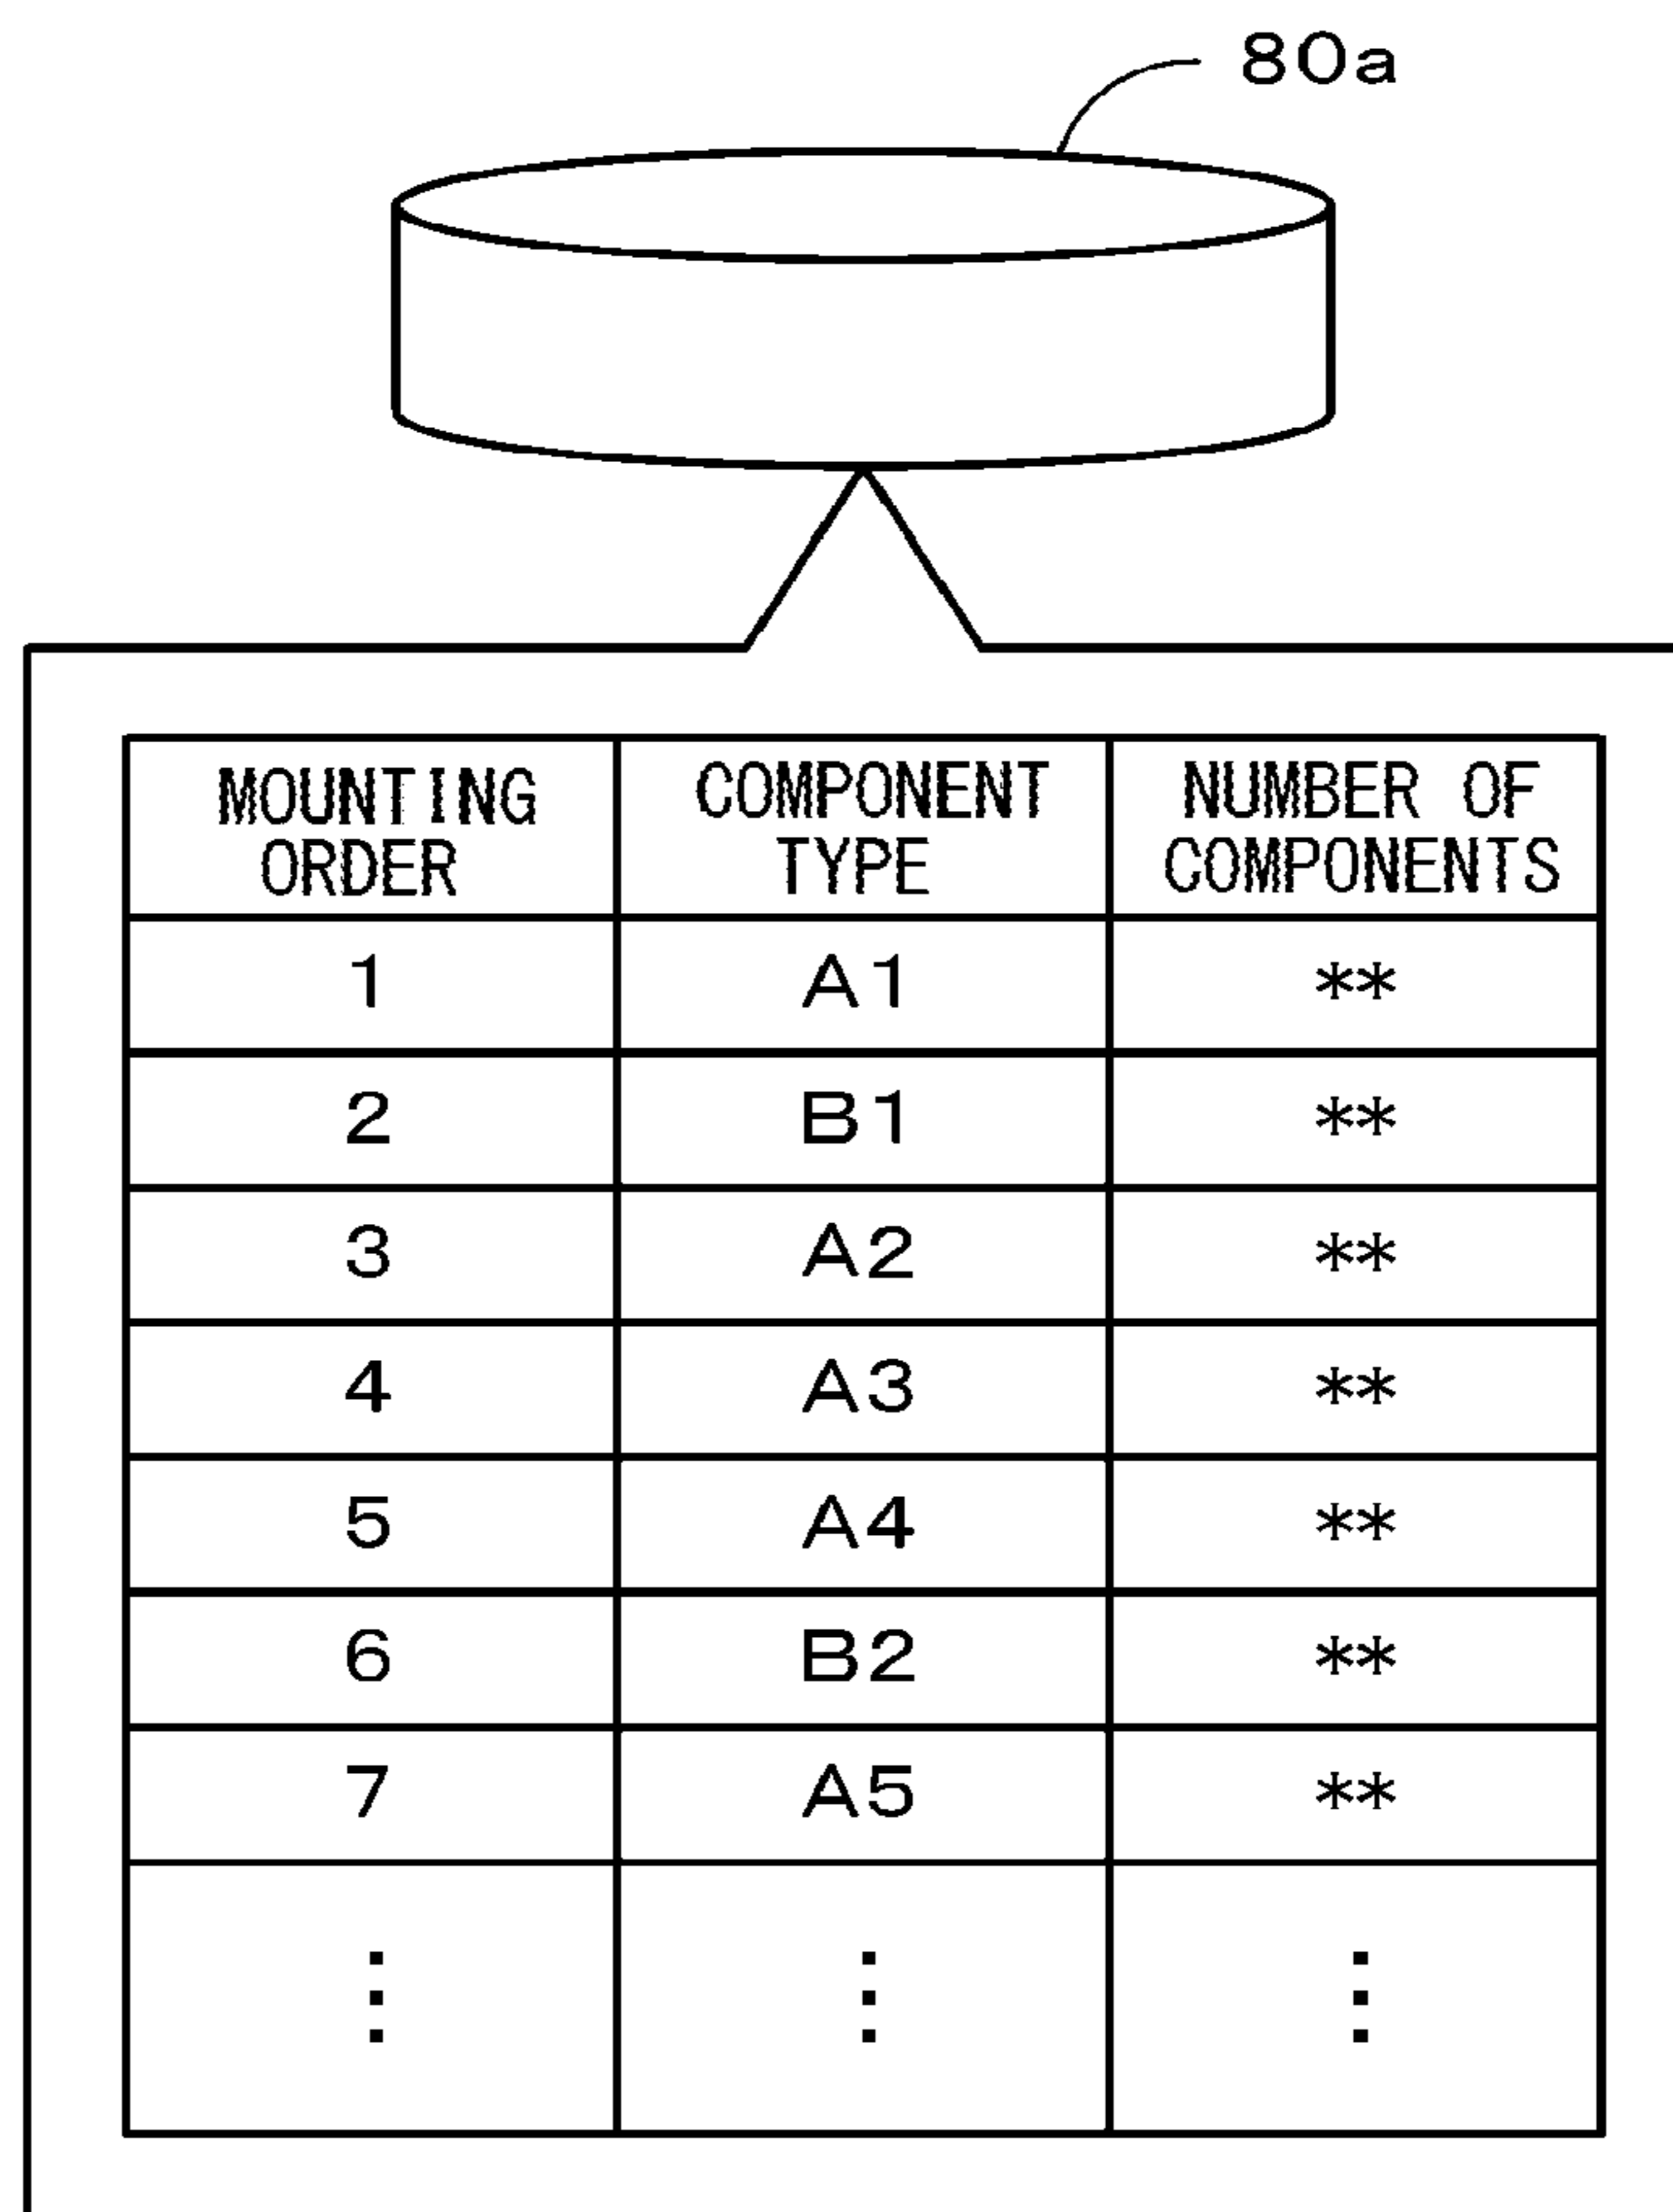 80a
MOUNTING ORDER COMPONENT TYPE NUMBER OF COMPONENTS
1 A1 **
2 B1 **
3 A2 **
4 A3 **
5 A4 **
6 B2 **
7 A5 **
⋮ ⋮ ⋮